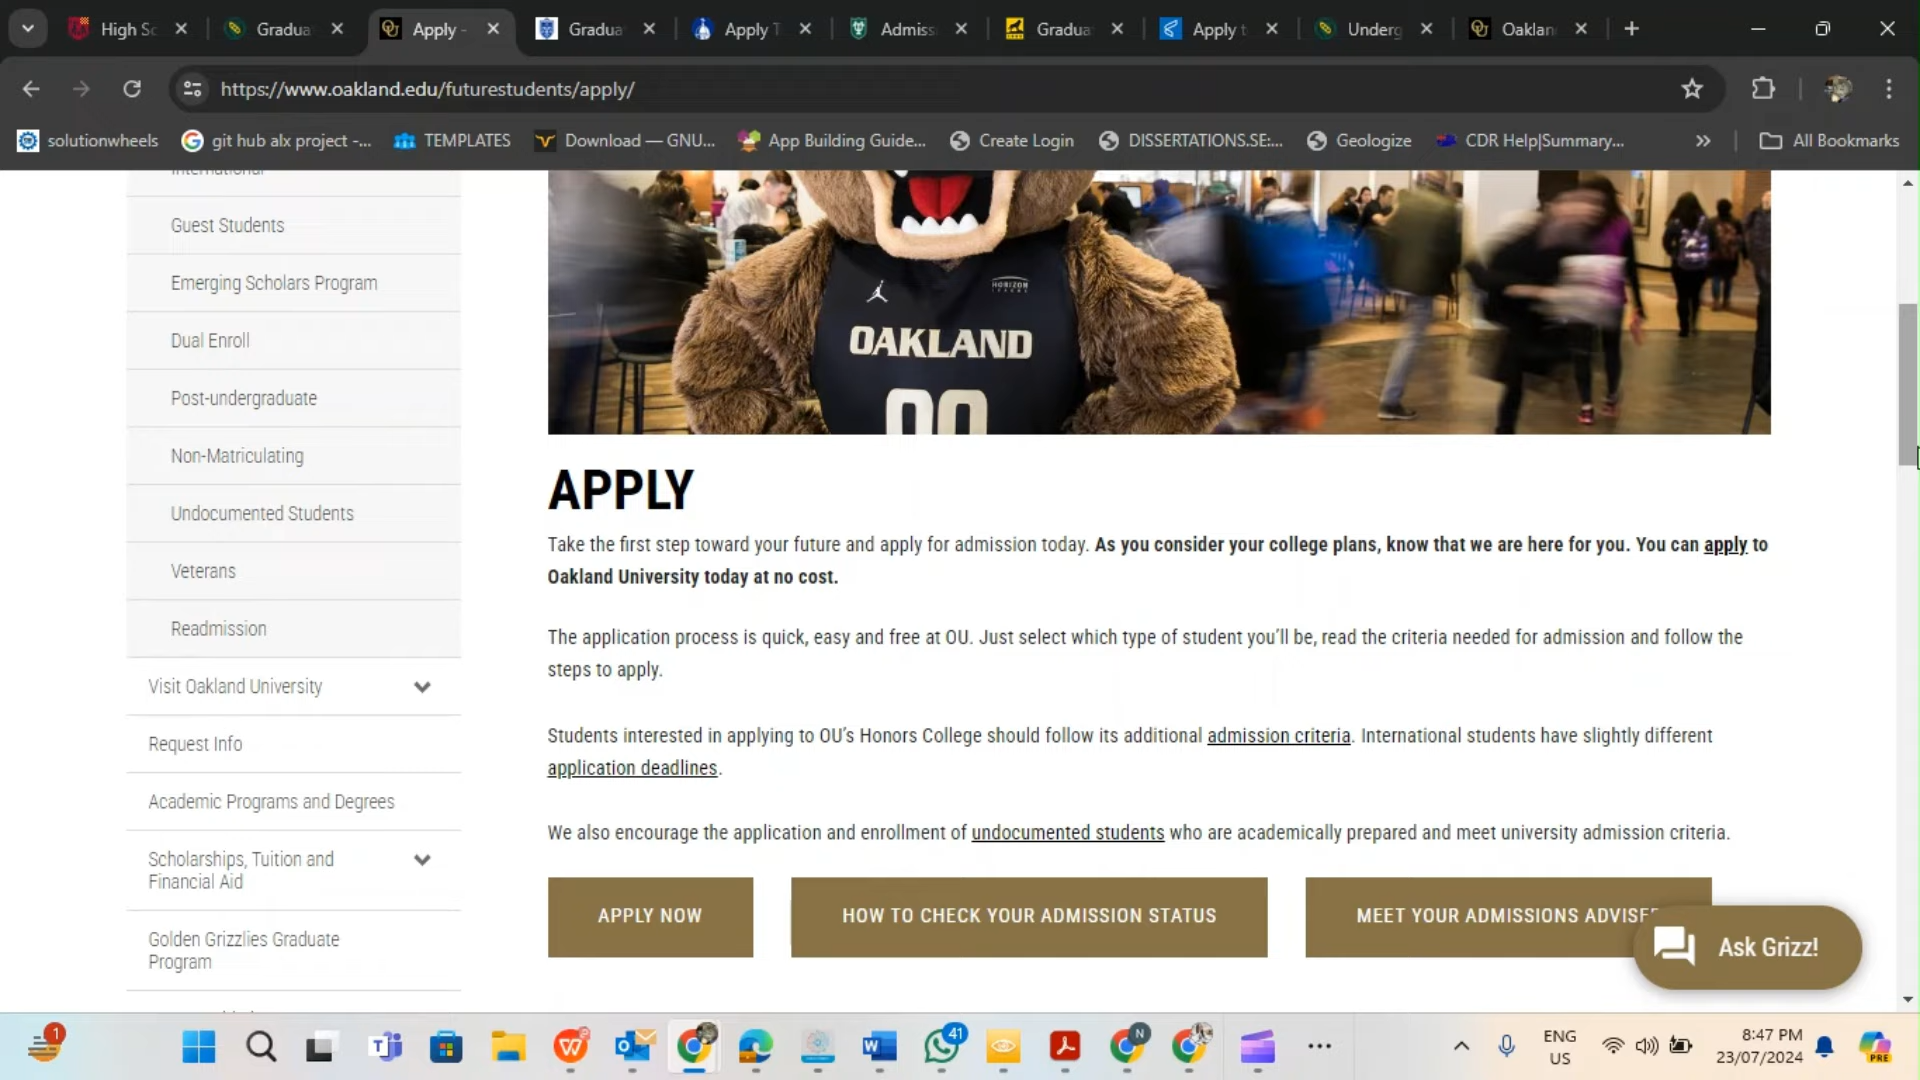 High Sc
Gradua
Apply -
Gradua
Apply T
Admiss
Gradua
Apply t
Underg
Oaklan
https://www.oakland.edu/futurestudents/apply/
solutionwheels
git hub alx project -...
TEMPLATES
Download — GNU...
App Building Guide...
Create Login
DISSERTATIONS.SE:...
Geologize
CDR Help|Summary...
All Bookmarks
International
Guest Students
Emerging Scholars Program
Dual Enroll
Post-undergraduate
Non-Matriculating
Undocumented Students
Veterans
Readmission
Visit Oakland University
Request Info
Academic Programs and Degrees
Scholarships, Tuition and
Financial Aid
Golden Grizzlies Graduate
Program
HORIZON
LEAGUE
OAKLAND
00
APPLY
Take the first step toward your future and apply for admission today. As you consider your college plans, know that we are here for you. You can apply to
Oakland University today at no cost.
The application process is quick, easy and free at OU. Just select which type of student you'll be, read the criteria needed for admission and follow the
steps to apply.
Students interested in applying to OU's Honors College should follow its additional admission criteria. International students have slightly different
application deadlines.
We also encourage the application and enrollment of undocumented students who are academically prepared and meet university admission criteria.
APPLY NOW
HOW TO CHECK YOUR ADMISSION STATUS
MEET YOUR ADMISSIONS ADVISE
Ask Grizz!
1
41
N
ENG
US
8:47 PM
23/07/2024
PRE